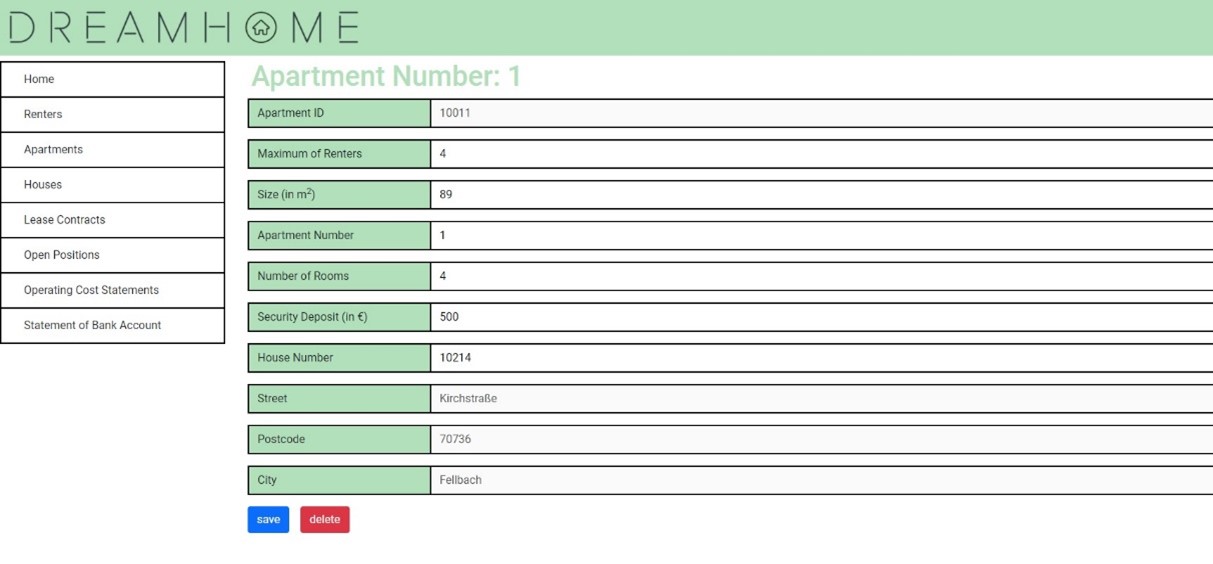 DREAMHOME
Home
Renters
Apartments
Houses
Lease Contracts
Open Positions
Operating Cost Statements
Statement of Bank Account
Apartment Number: 1
Apartment ID 10011
Maximum of Renters 4
Size (in m²) 89
Apartment Number 1
Number of Rooms 4
Security Deposit (in €) 500
House Number 10214
Street Kirchstraße
Postcode 70736
City Fellbach
save delete